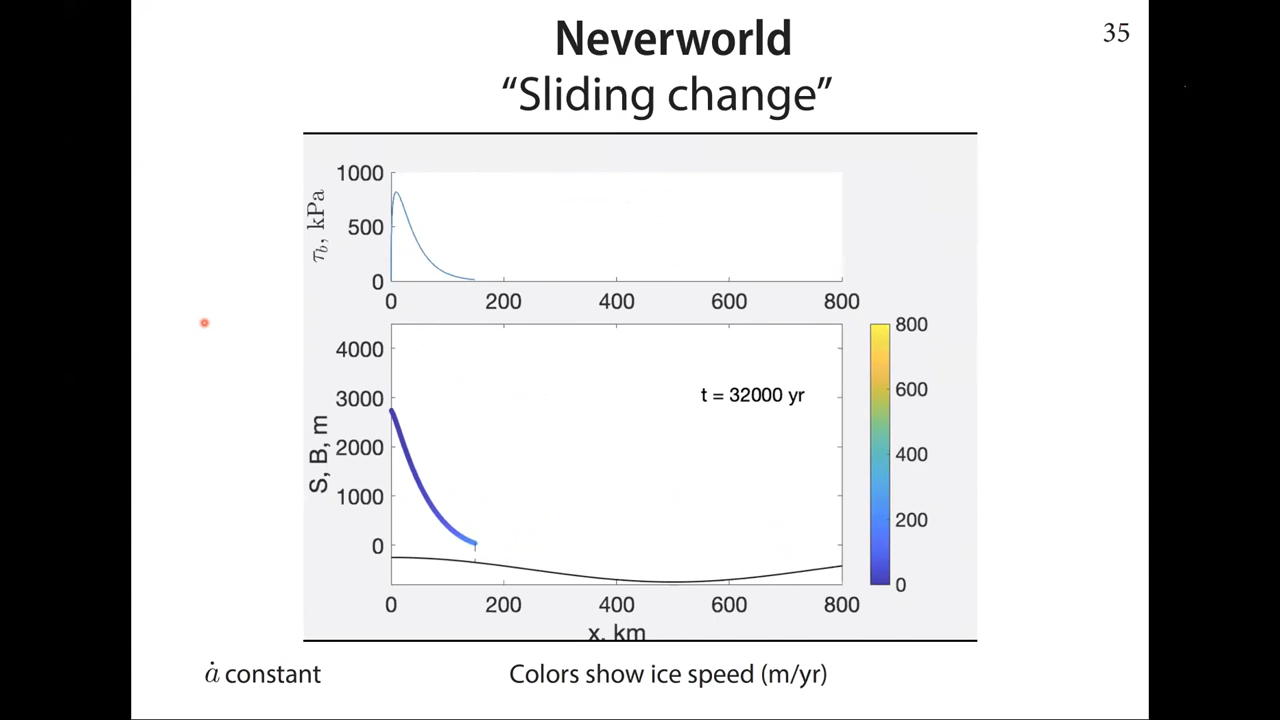 Neverworld
35
“Sliding change”
1000
500
0
τb, kPa
0 200 400 600 800
4000
3000
2000
1000
0
S, B, m
t = 32000 yr
800
600
400
200
0
0 200 400 600 800
x, km
ȧ constant
Colors show ice speed (m/yr)